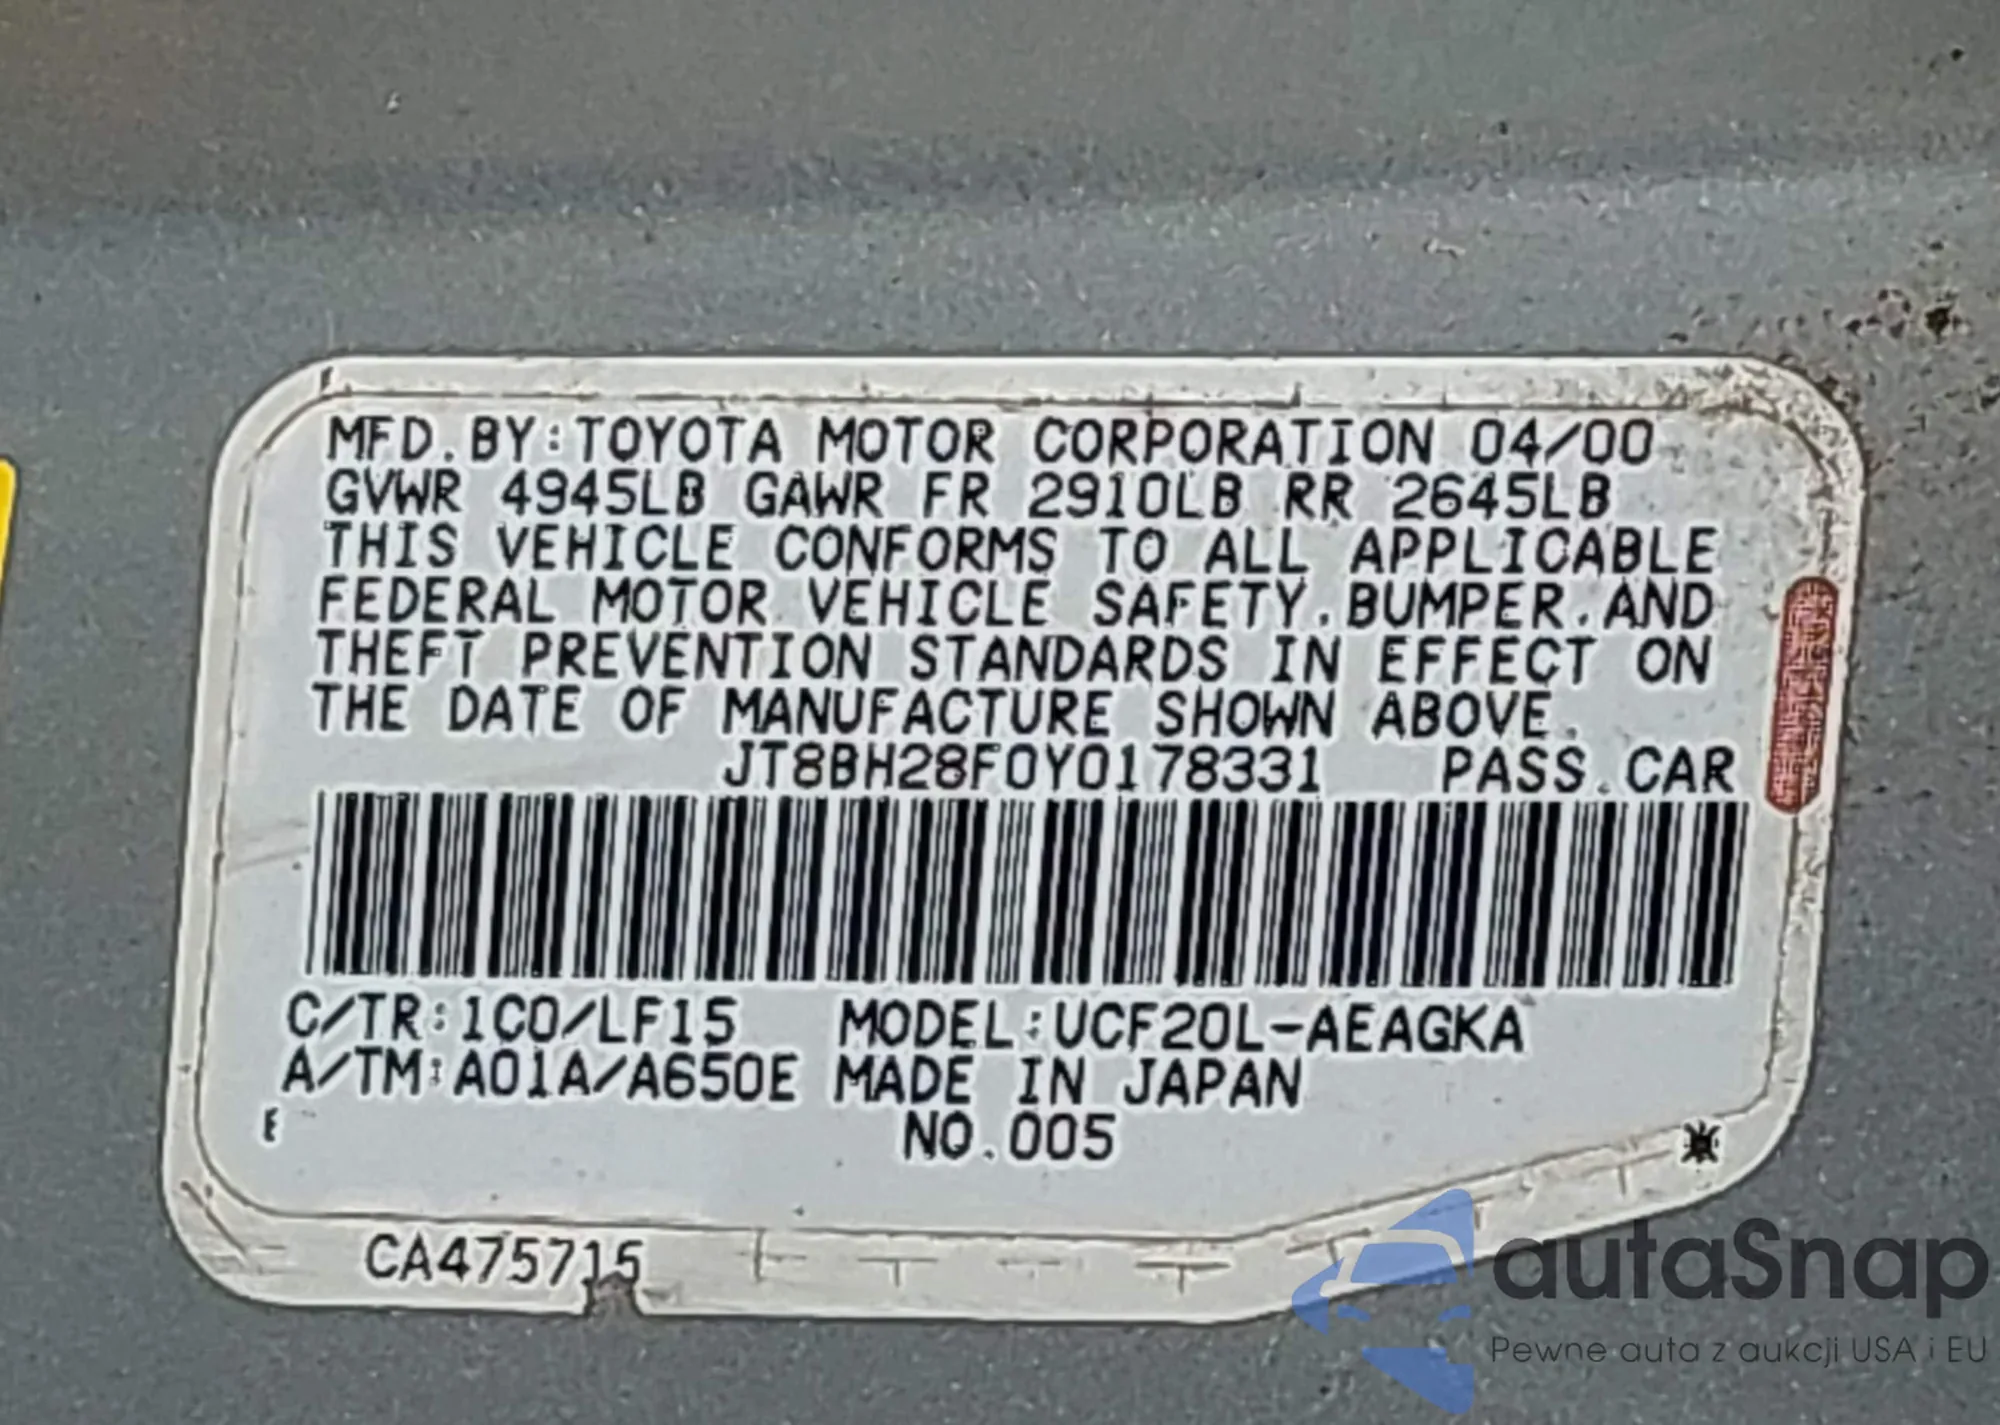 MFD.BY:TOYOTA MOTOR CORPORATION 04/00
GVWR 4945LB GAWR FR 2910LB RR 2645LB
THIS VEHICLE CONFORMS TO ALL APPLICABLE
FEDERAL MOTOR VEHICLE SAFETY.BUMPER.AND
THEFT PREVENTION STANDARDS IN EFFECT ON
THE DATE OF MANUFACTURE SHOWN ABOVE.
JT8BH28F0Y0178331 PASS.CAR
C/TR:1C0/LF15 MODEL:UCF20L-AEAGKA
A/TM:A01A/A650E MADE IN JAPAN
E NO.005
CA475715
autaSnap
Pewne auta z aukcji USA i EU